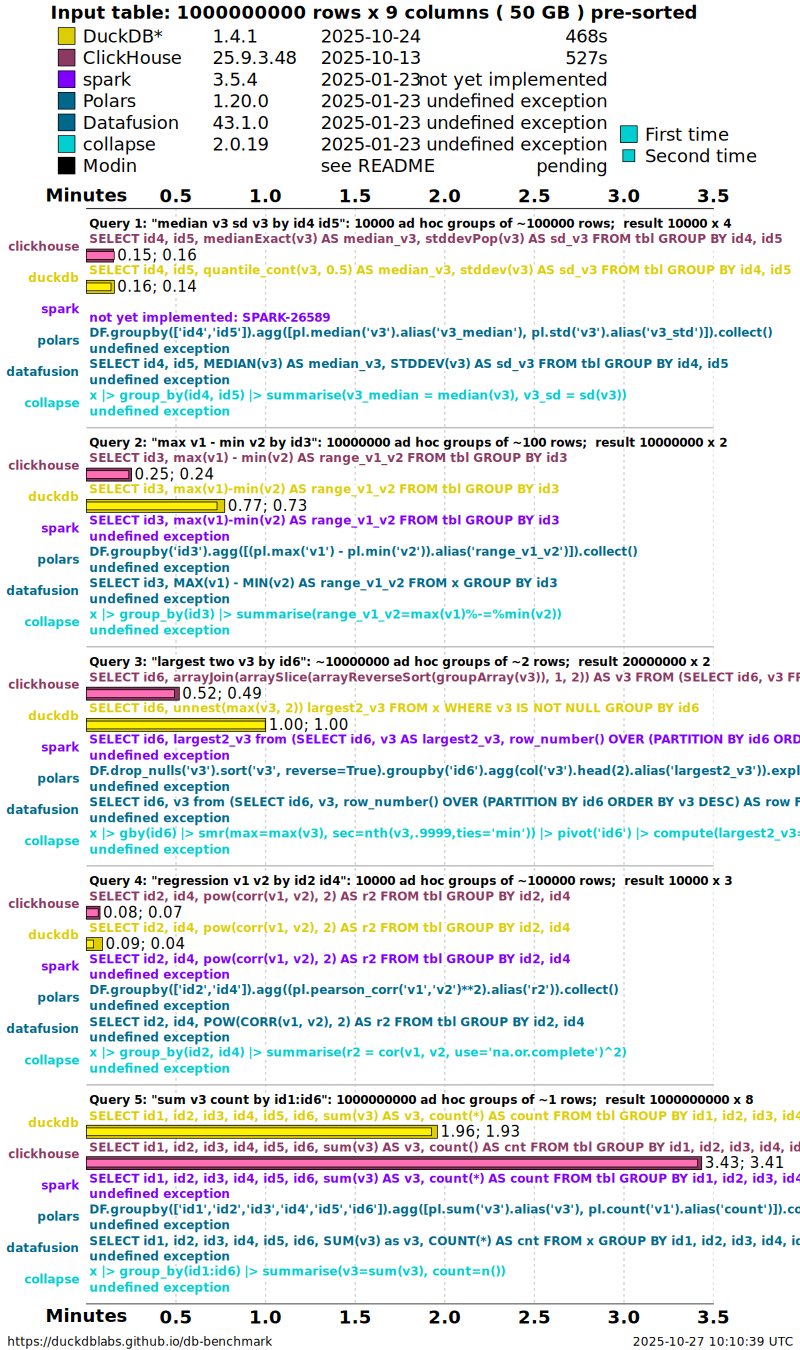 Input table: 1000000000 rows x 9 columns ( 50 GB ) pre-sorted
DuckDB* 1.4.1 2025-10-24 468s
ClickHouse 25.9.3.48 2025-10-13 527s
spark 3.5.4 2025-01-23 not yet implemented
Polars 1.20.0 2025-01-23 undefined exception
Datafusion 43.1.0 2025-01-23 undefined exception
collapse 2.0.19 2025-01-23 undefined exception
Modin see README pending
First time
Second time
Minutes 0.5 1.0 1.5 2.0 2.5 3.0 3.5
Query 1: "median v3 sd v3 by id4 id5": 10000 ad hoc groups of ~100000 rows; result 10000 x 4
SELECT id4, id5, medianExact(v3) AS median_v3, stddevPop(v3) AS sd_v3 FROM tbl GROUP BY id4, id5
clickhouse 0.15; 0.16
SELECT id4, id5, quantile_cont(v3, 0.5) AS median_v3, stddev(v3) AS sd_v3 FROM tbl GROUP BY id4, id5
duckdb 0.16; 0.14
spark
not yet implemented: SPARK-26589
DF.groupby(['id4','id5']).agg([pl.median('v3').alias('v3_median'), pl.std('v3').alias('v3_std')]).collect()
polars
undefined exception
SELECT id4, id5, MEDIAN(v3) AS median_v3, STDDEV(v3) AS sd_v3 FROM tbl GROUP BY id4, id5
datafusion
undefined exception
x |> group_by(id4, id5) |> summarise(v3_median = median(v3), v3_sd = sd(v3))
collapse
undefined exception
Query 2: "max v1 - min v2 by id3": 10000000 ad hoc groups of ~100 rows; result 10000000 x 2
SELECT id3, max(v1) - min(v2) AS range_v1_v2 FROM tbl GROUP BY id3
clickhouse 0.25; 0.24
SELECT id3, max(v1)-min(v2) AS range_v1_v2 FROM tbl GROUP BY id3
duckdb 0.77; 0.73
SELECT id3, max(v1)-min(v2) AS range_v1_v2 FROM tbl GROUP BY id3
spark
undefined exception
DF.groupby('id3').agg([(pl.max('v1') - pl.min('v2')).alias('range_v1_v2')]).collect()
polars
undefined exception
SELECT id3, MAX(v1) - MIN(v2) AS range_v1_v2 FROM x GROUP BY id3
datafusion
undefined exception
x |> group_by(id3) |> summarise(range_v1_v2=max(v1)%-=%min(v2))
collapse
undefined exception
Query 3: "largest two v3 by id6": ~10000000 ad hoc groups of ~2 rows; result 20000000 x 2
SELECT id6, arrayJoin(arraySlice(arrayReverseSort(groupArray(v3)), 1, 2)) AS v3 FROM (SELECT id6, v3 FR
clickhouse 0.52; 0.49
SELECT id6, unnest(max(v3, 2)) largest2_v3 FROM x WHERE v3 IS NOT NULL GROUP BY id6
duckdb 1.00; 1.00
SELECT id6, largest2_v3 from (SELECT id6, v3 AS largest2_v3, row_number() OVER (PARTITION BY id6 ORD
spark
undefined exception
DF.drop_nulls('v3').sort('v3', reverse=True).groupby('id6').agg(col('v3').head(2).alias('largest2_v3')).expl
polars
undefined exception
SELECT id6, v3 from (SELECT id6, v3, row_number() OVER (PARTITION BY id6 ORDER BY v3 DESC) AS row F
datafusion
undefined exception
x |> gby(id6) |> smr(max=max(v3), sec=nth(v3,.9999,ties='min')) |> pivot('id6') |> compute(largest2_v3=
collapse
undefined exception
Query 4: "regression v1 v2 by id2 id4": 10000 ad hoc groups of ~100000 rows; result 10000 x 3
SELECT id2, id4, pow(corr(v1, v2), 2) AS r2 FROM tbl GROUP BY id2, id4
clickhouse 0.08; 0.07
SELECT id2, id4, pow(corr(v1, v2), 2) AS r2 FROM tbl GROUP BY id2, id4
duckdb 0.09; 0.04
SELECT id2, id4, pow(corr(v1, v2), 2) AS r2 FROM tbl GROUP BY id2, id4
spark
undefined exception
DF.groupby(['id2','id4']).agg((pl.pearson_corr('v1','v2')**2).alias('r2')).collect()
polars
undefined exception
SELECT id2, id4, POW(CORR(v1, v2), 2) AS r2 FROM tbl GROUP BY id2, id4
datafusion
undefined exception
x |> group_by(id2, id4) |> summarise(r2 = cor(v1, v2, use='na.or.complete')^2)
collapse
undefined exception
Query 5: "sum v3 count by id1:id6": 1000000000 ad hoc groups of ~1 rows; result 1000000000 x 8
SELECT id1, id2, id3, id4, id5, id6, sum(v3) AS v3, count(*) AS count FROM tbl GROUP BY id1, id2, id3, id4
duckdb 1.96; 1.93
SELECT id1, id2, id3, id4, id5, id6, sum(v3) AS v3, count() AS cnt FROM tbl GROUP BY id1, id2, id3, id4, id
clickhouse 3.43; 3.41
SELECT id1, id2, id3, id4, id5, id6, sum(v3) AS v3, count(*) AS count FROM tbl GROUP BY id1, id2, id3, id4
spark
undefined exception
DF.groupby(['id1','id2','id3','id4','id5','id6']).agg([pl.sum('v3').alias('v3'), pl.count('v1').alias('count')]).co
polars
undefined exception
SELECT id1, id2, id3, id4, id5, id6, SUM(v3) as v3, COUNT(*) AS cnt FROM x GROUP BY id1, id2, id3, id4, i
datafusion
undefined exception
x |> group_by(id1:id6) |> summarise(v3=sum(v3), count=n())
collapse
undefined exception
Minutes 0.5 1.0 1.5 2.0 2.5 3.0 3.5
https://duckdblabs.github.io/db-benchmark 2025-10-27 10:10:39 UTC